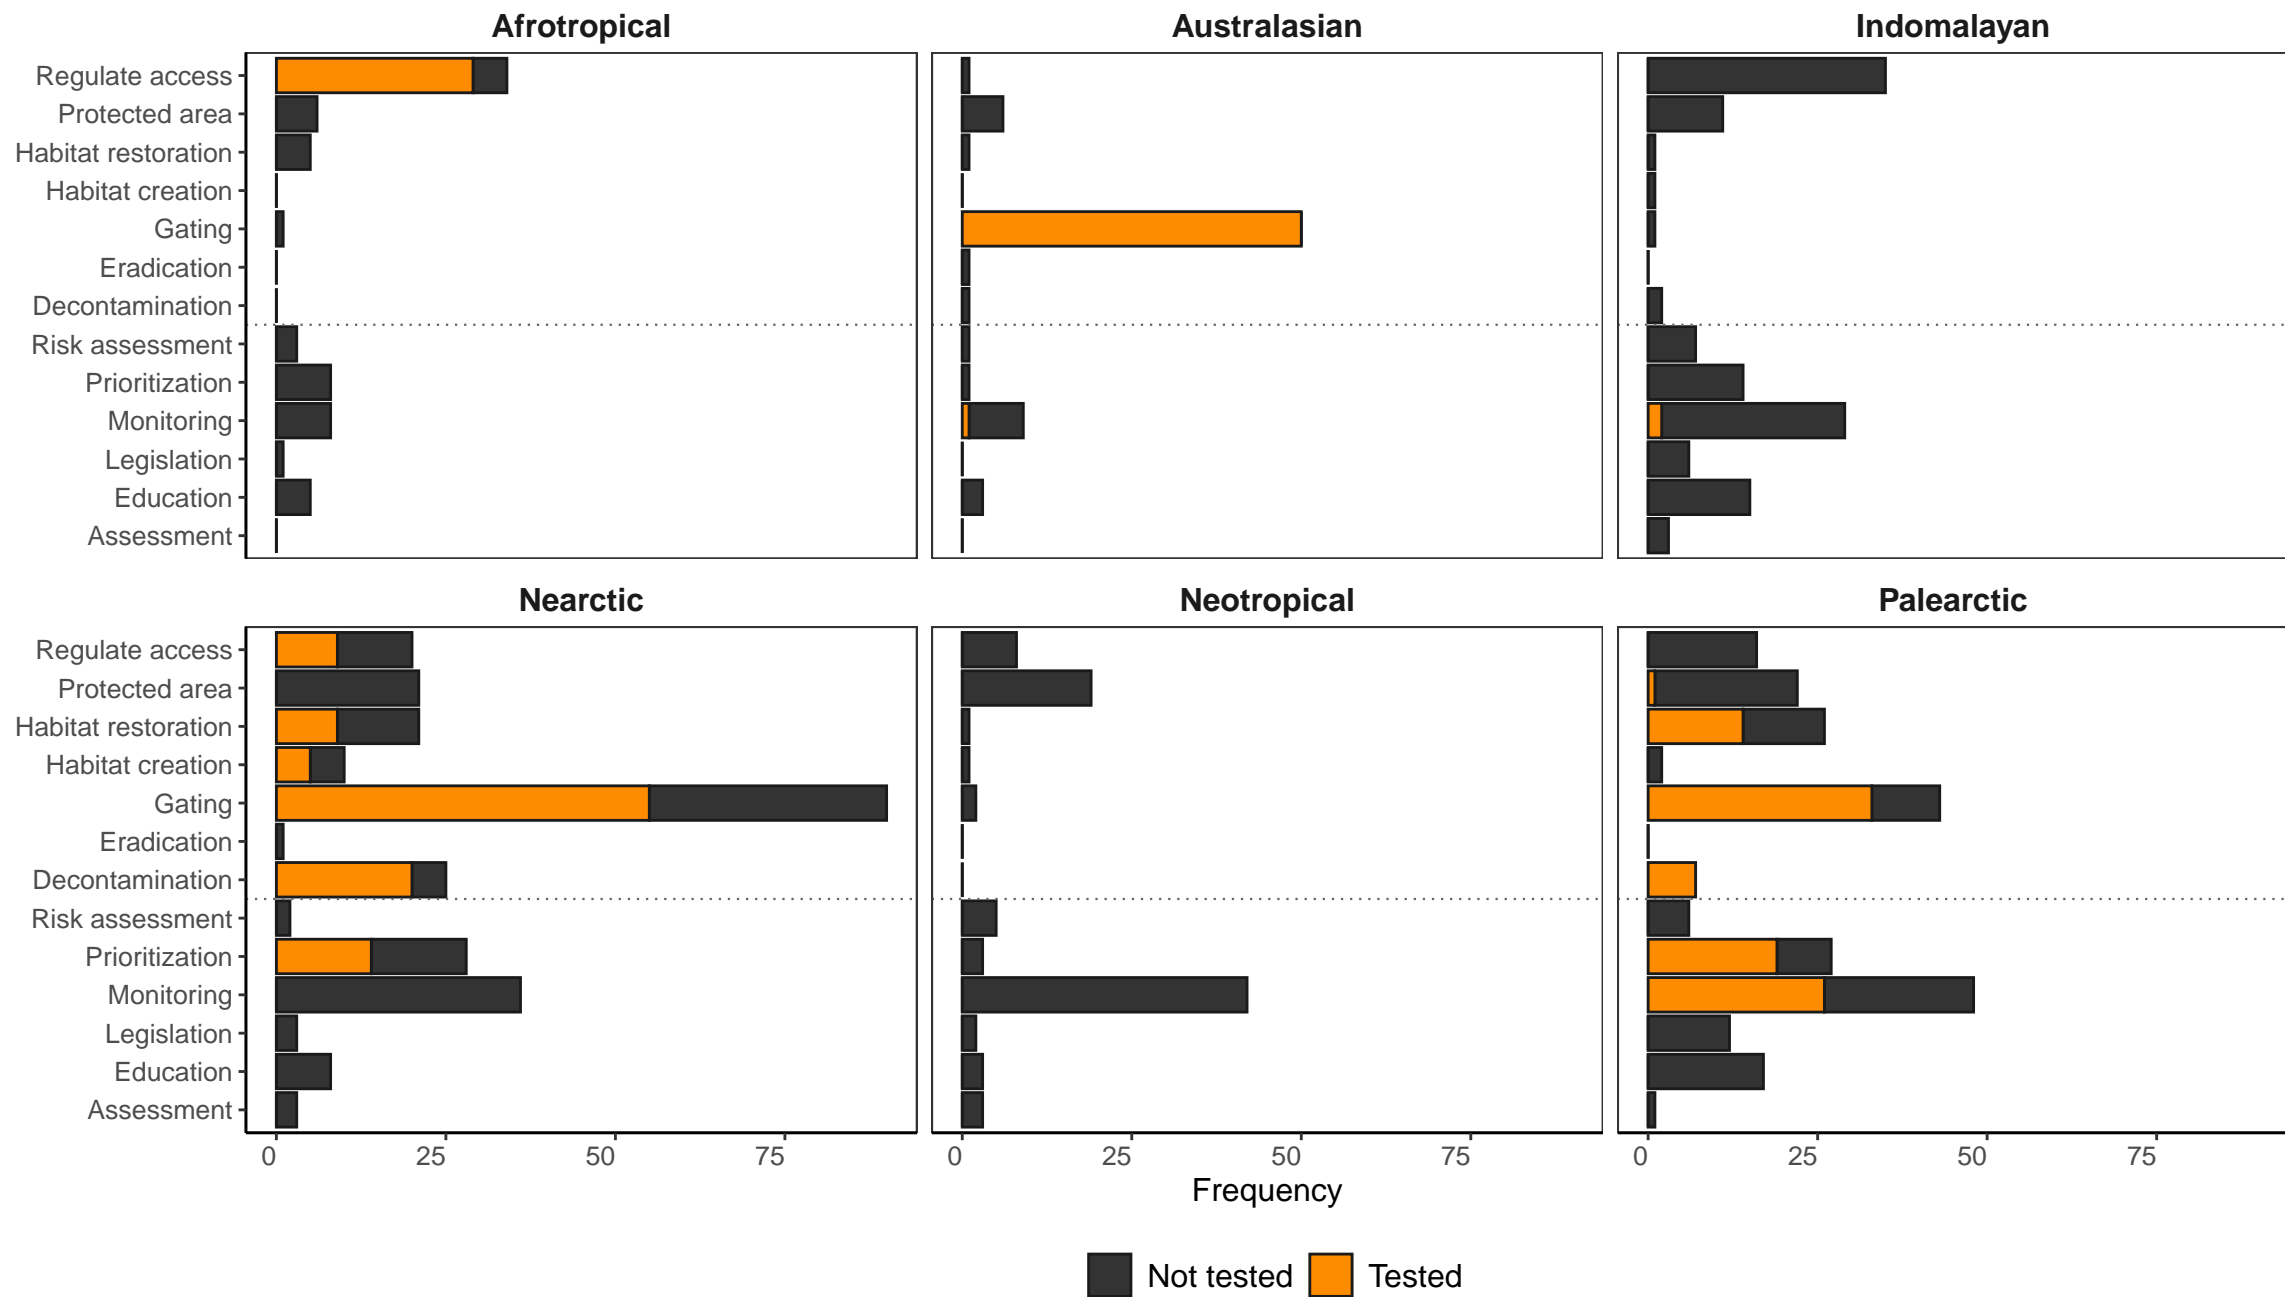 Afrotropical
Australasian
Indomalayan
Regulate access
Protected area
Habitat restoration
Habitat creation
Gating
Eradication
Decontamination
Risk assessment
Prioritization
Monitoring
Legislation
Education
Assessment
Nearctic
Neotropical
Palearctic
Regulate access
Protected area
Habitat restoration
Habitat creation
Gating
Eradication
Decontamination
Risk assessment
Prioritization
Monitoring
Legislation
Education
Assessment
0 25 50 75
0 25 50 75
0 25 50 75
Frequency
Not tested
Tested